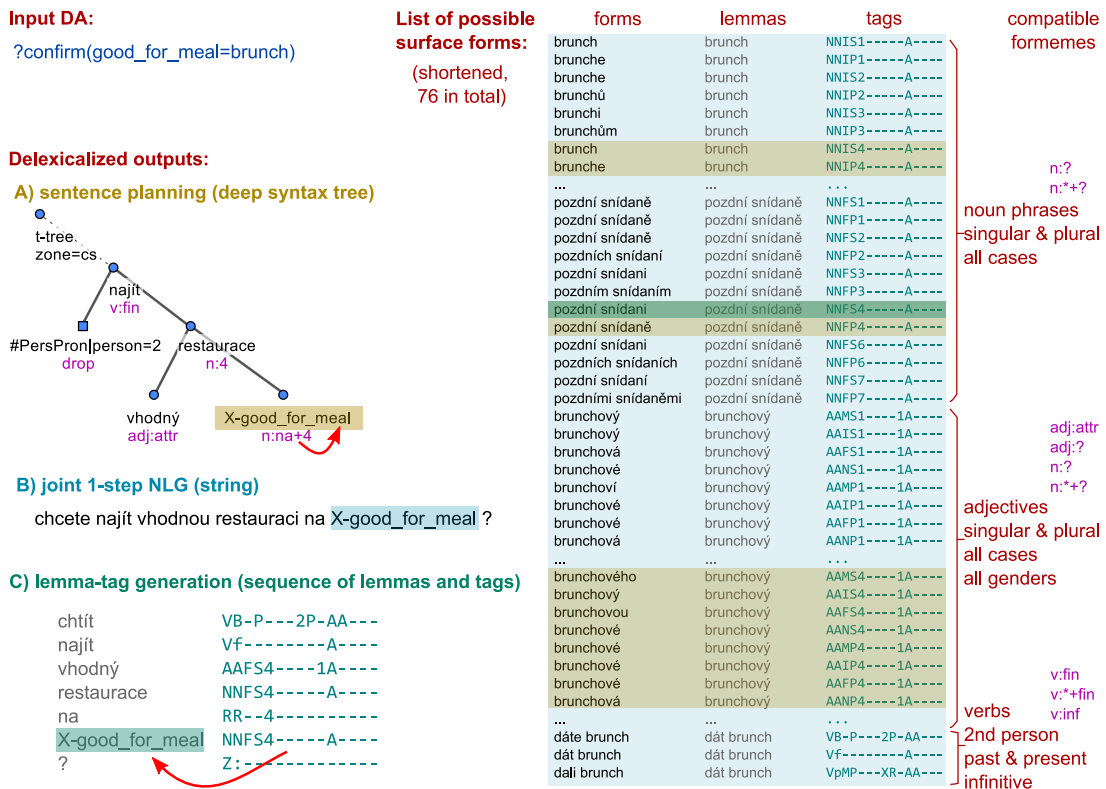 Input DA:
?confirm(good_for_meal=brunch)
List of possible
surface forms:
(shortened,
76 in total)
Delexicalized outputs:
A) sentence planning (deep syntax tree)
t-tree
zone=cs
najít
v:fin
#PersPron|person=2
drop
restaurace
n:4
vhodný
adj:attr
X-good_for_meal
n:na+4
B) joint 1-step NLG (string)
chcete najít vhodnou restauraci na X-good_for_meal ?
C) lemma-tag generation (sequence of lemmas and tags)
chtít VB-P---2P-AA---
najít Vf--------A----
vhodný AAFS4----1A----
restaurace NNFS4-----A----
na RR--4----------
X-good_for_meal NNFS4-----A----
? Z:-------------
forms lemmas tags
brunch brunch NNIS1-----A----
brunche brunch NNIP1-----A----
brunche brunch NNIS2-----A----
brunchů brunch NNIP2-----A----
brunchi brunch NNIS3-----A----
brunchům brunch NNIP3-----A----
brunch brunch NNIS4-----A----
brunche brunch NNIP4-----A----
... ... ...
pozdní snídaně pozdní snídaně NNFS1-----A----
pozdní snídaně pozdní snídaně NNFP1-----A----
pozdní snídaně pozdní snídaně NNFS2-----A----
pozdních snídaní pozdní snídaně NNFP2-----A----
pozdní snídani pozdní snídaně NNFS3-----A----
pozdním snídaním pozdní snídaně NNFP3-----A----
pozdní snídani pozdní snídaně NNFS4-----A----
pozdní snídaně pozdní snídaně NNFP4-----A----
pozdní snídani pozdní snídaně NNFS6-----A----
pozdních snídaních pozdní snídaně NNFP6-----A----
pozdní snídaní pozdní snídaně NNFS7-----A----
pozdními snídaněmi pozdní snídaně NNFP7-----A----
brunchový brunchový AAMS1----1A----
brunchový brunchový AAIS1----1A----
brunchová brunchový AAFS1----1A----
brunchové brunchový AANS1----1A----
brunchoví brunchový AAMP1----1A----
brunchové brunchový AAIP1----1A----
brunchové brunchový AAFP1----1A----
brunchová brunchový AANP1----1A----
... ... ...
brunchového brunchový AAMS4----1A----
brunchový brunchový AAIS4----1A----
brunchovou brunchový AAFS4----1A----
brunchové brunchový AANS4----1A----
brunchové brunchový AAMP4----1A----
brunchové brunchový AAIP4----1A----
brunchové brunchový AAFP4----1A----
brunchová brunchový AANP4----1A----
... ... ...
dáte brunch dát brunch VB-P---2P-AA---
dát brunch dát brunch Vf--------A----
dali brunch dát brunch VpMP---XR-AA---
compatible
formemes
n:?
n:*+?
noun phrases
singular & plural
all cases
adj:attr
adj:?
n:?
n:*+?
adjectives
singular & plural
all cases
all genders
v:fin
v:*+fin
v:inf
verbs
2nd person
past & present
infinitive